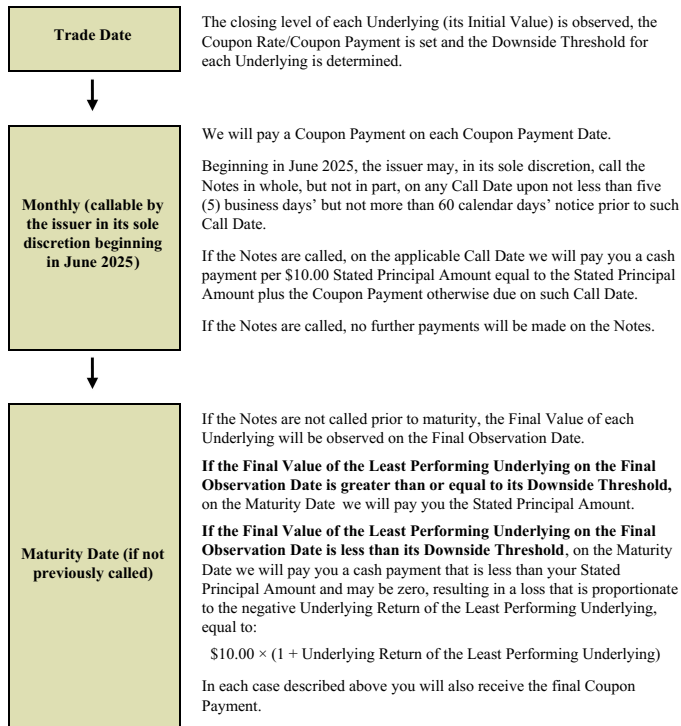 Trade Date
The closing level of each Underlying (its Initial Value) is observed, the
Coupon Rate/Coupon Payment is set and the Downside Threshold for
each Underlying is determined.
Monthly (callable by
the issuer in its sole
discretion beginning
in June 2025)
We will pay a Coupon Payment on each Coupon Payment Date.
Beginning in June 2025, the issuer may, in its sole discretion, call the
Notes in whole, but not in part, on any Call Date upon not less than five
(5) business days’ but not more than 60 calendar days’ notice prior to such
Call Date.
If the Notes are called, on the applicable Call Date we will pay you a cash
payment per $10.00 Stated Principal Amount equal to the Stated Principal
Amount plus the Coupon Payment otherwise due on such Call Date.
If the Notes are called, no further payments will be made on the Notes.
Maturity Date (if not
previously called)
If the Notes are not called prior to maturity, the Final Value of each
Underlying will be observed on the Final Observation Date.
If the Final Value of the Least Performing Underlying on the Final
Observation Date is greater than or equal to its Downside Threshold,
on the Maturity Date we will pay you the Stated Principal Amount.
If the Final Value of the Least Performing Underlying on the Final
Observation Date is less than its Downside Threshold, on the Maturity
Date we will pay you a cash payment that is less than your Stated
Principal Amount and may be zero, resulting in a loss that is proportionate
to the negative Underlying Return of the Least Performing Underlying,
equal to:
$10.00 × (1 + Underlying Return of the Least Performing Underlying)
In each case described above you will also receive the final Coupon
Payment.